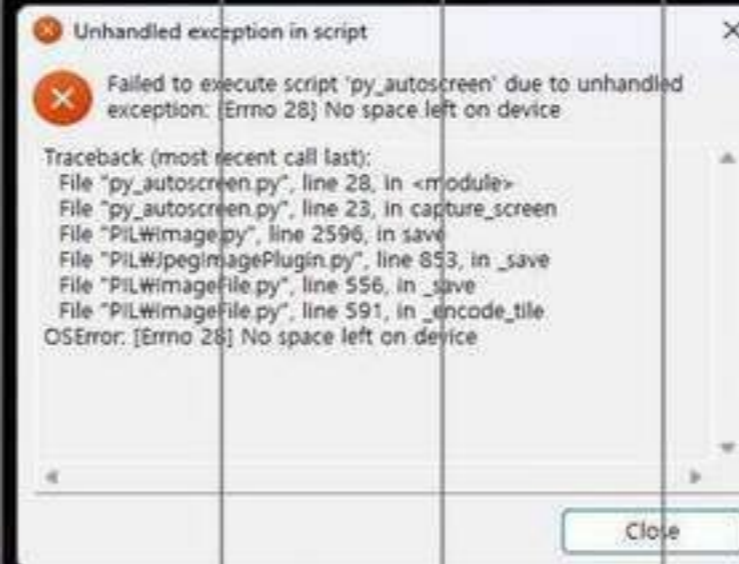 Unhandled exception in script
Failed to execute script 'py_autoscreen' due to unhandled
exception: [Errno 28] No space left on device
Traceback (most recent call last):
File "py_autoscreen.py", line 28, in <module>
File "py_autoscreen.py", line 23, in capture_screen
File "PIL₩Image.py", line 2596, in save
File "PIL₩JpegImagePlugin.py", line 853, in _save
File "PIL₩ImageFile.py", line 556, in _save
File "PIL₩ImageFile.py", line 591, in _encode_tile
OSError: [Errno 28] No space left on device
Close